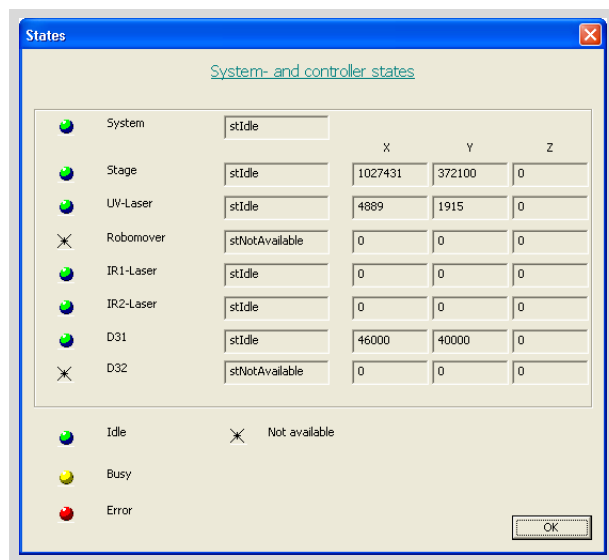 States
System- and controller states
System stIdle
X Y Z
Stage stIdle 1027431 372100 0
UV-Laser stIdle 4889 1915 0
Robomover stNotAvailable 0 0 0
IR1-Laser stIdle 0 0 0
IR2-Laser stIdle 0 0 0
D31 stIdle 46000 40000 0
D32 stNotAvailable 0 0 0
Idle Not available
Busy
Error
OK